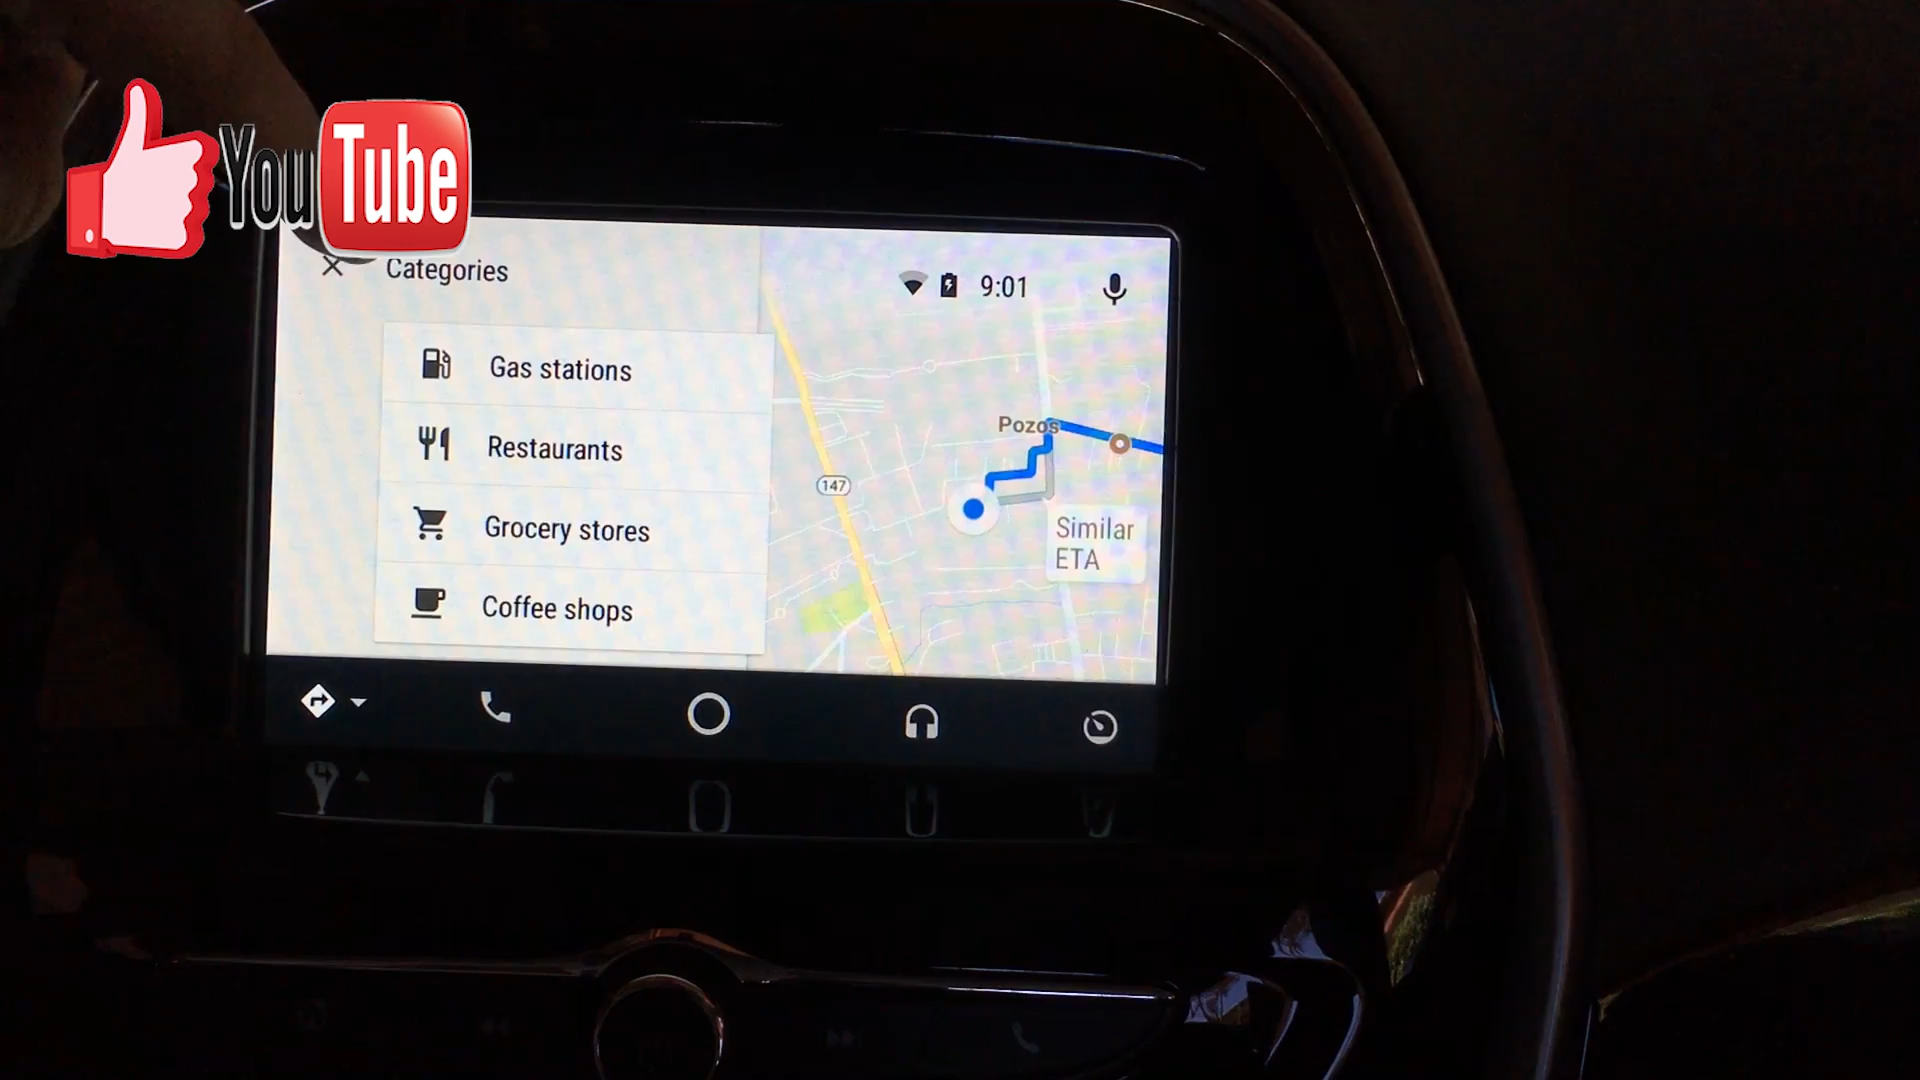 YouTube
Categories
9:01
Gas stations
Restaurants
Grocery stores
Coffee shops
Pozos
147
Similar
ETA